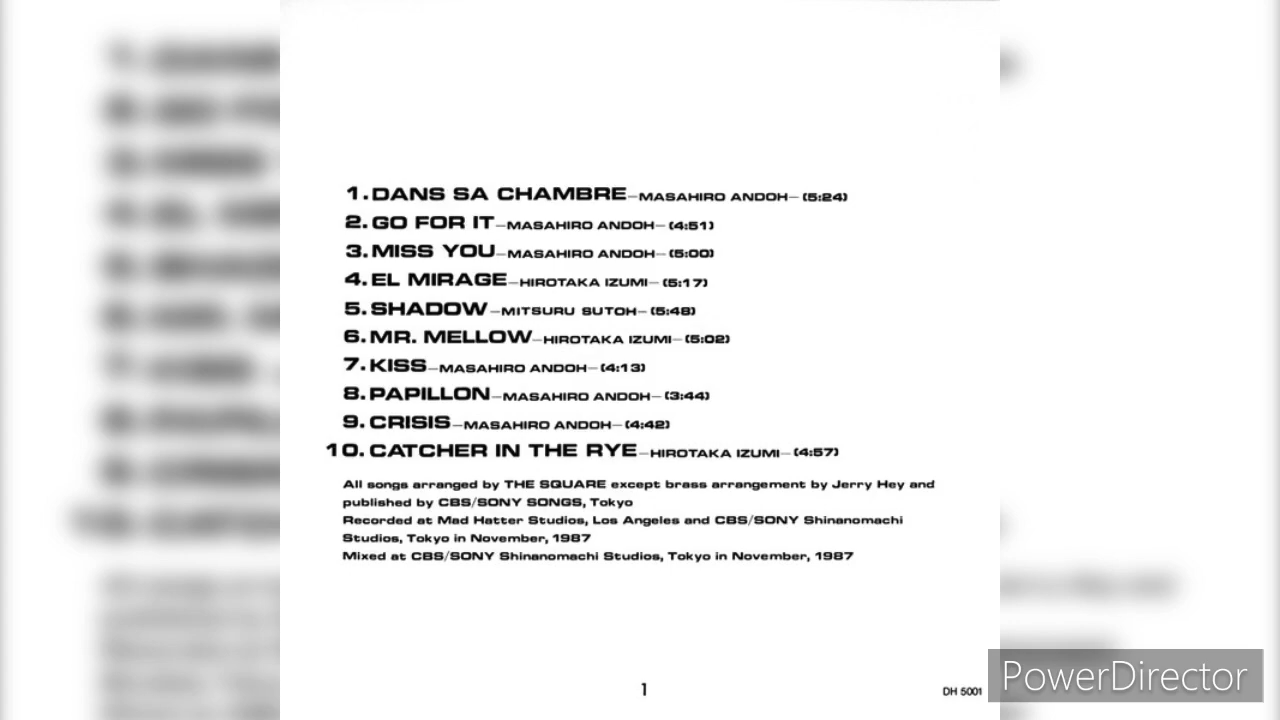 1. DANS SA CHAMBRE—MASAHIRO ANDOH—(5:24)
2. GO FOR IT—MASAHIRO ANDOH—(4:51)
3. MISS YOU—MASAHIRO ANDOH—(5:00)
4. EL MIRAGE—HIROTAKA IZUMI—(5:17)
5. SHADOW—MITSURU SUTOH—(5:48)
6. MR. MELLOW—HIROTAKA IZUMI—(5:02)
7. KISS—MASAHIRO ANDOH—(4:13)
8. PAPILLON—MASAHIRO ANDOH—(3:44)
9. CRISIS—MASAHIRO ANDOH—(4:42)
10. CATCHER IN THE RYE—HIROTAKA IZUMI—(4:57)
All songs arranged by THE SQUARE except brass arrangement by Jerry Hey and
published by CBS/SONY SONGS, Tokyo
Recorded at Mad Hatter Studios, Los Angeles and CBS/SONY Shinanomachi
Studios, Tokyo in November, 1987
Mixed at CBS/SONY Shinanomachi Studios, Tokyo in November, 1987
1
DH 5001
PowerDirector